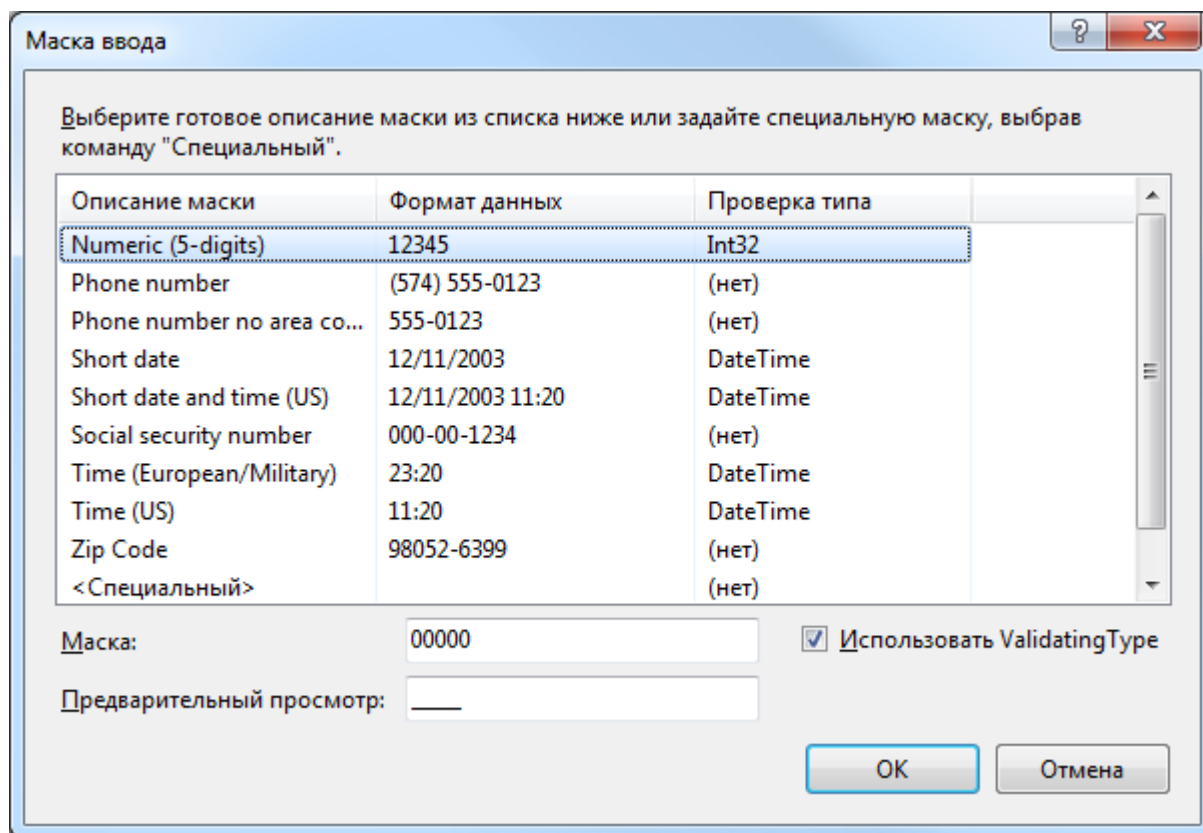 Маска ввода
Выберите готовое описание маски из списка ниже или задайте специальную маску, выбрав
команду "Специальный".
Описание маски Формат данных Проверка типа
Numeric (5-digits) 12345 Int32
Phone number (574) 555-0123 (нет)
Phone number no area co... 555-0123 (нет)
Short date 12/11/2003 DateTime
Short date and time (US) 12/11/2003 11:20 DateTime
Social security number 000-00-1234 (нет)
Time (European/Military) 23:20 DateTime
Time (US) 11:20 DateTime
Zip Code 98052-6399 (нет)
<Специальный> (нет)
Маска: 00000 Использовать ValidatingType
Предварительный просмотр: _____
OK Отмена